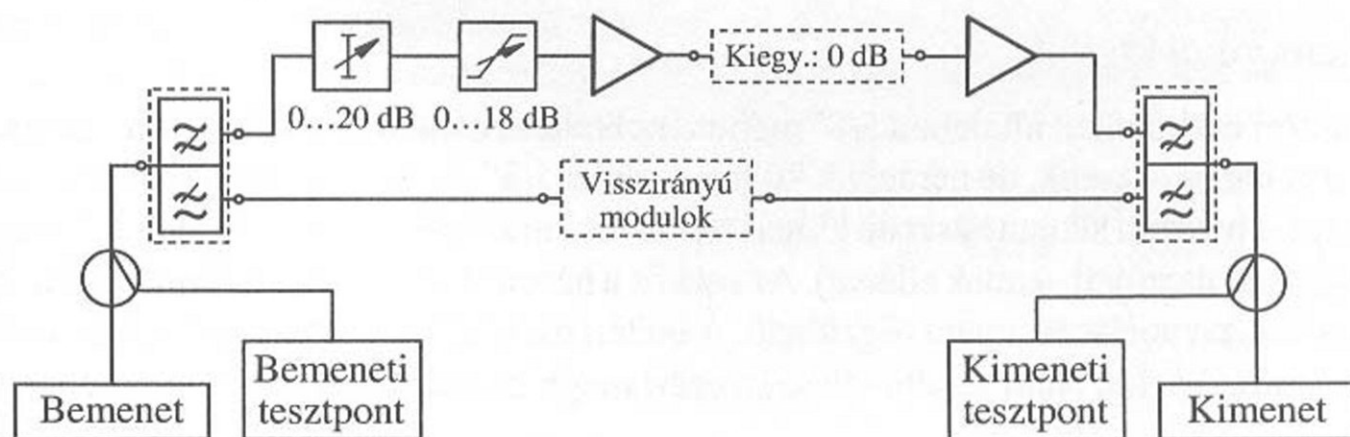 Kiegy.: 0 dB
0...20 dB
0...18 dB
Visszirányú
modulok
Bemeneti
tesztpont
Kimeneti
tesztpont
Bemenet
Kimenet